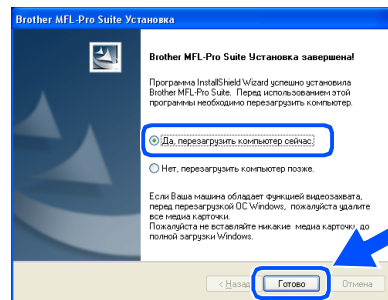 Brother MFL-Pro Suite Установка
Brother MFL-Pro Suite Установка завершена!
Программа InstallShield Wizard успешно установила
Brother MFL-Pro Suite. Перед использованием этой
программы необходимо перезагрузить компьютер.
Да, перезагрузить компьютер сейчас.
Нет, перезагрузить компьютер позже.
Если Ваша машина обладает функцией видеозахвата,
перед перезагрузкой ОС Windows, пожалуйста удалите
все медиа карточки.
Пожалуйста не вставляйте никакие медиа карточки, до
полной загрузки Windows.
< Назад Готово Отмена